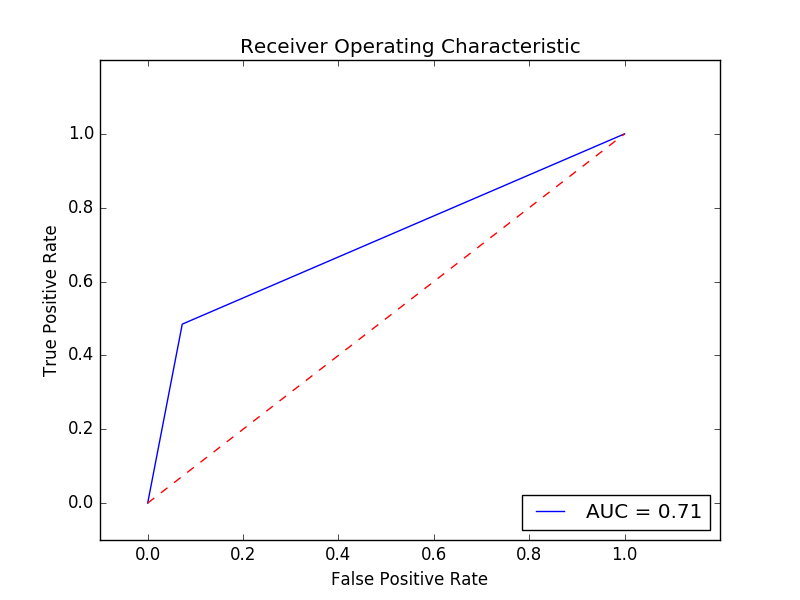 Receiver Operating Characteristic
True Positive Rate
1.0
0.8
0.6
0.4
0.2
0.0
AUC = 0.71
0.0 0.2 0.4 0.6 0.8 1.0
False Positive Rate